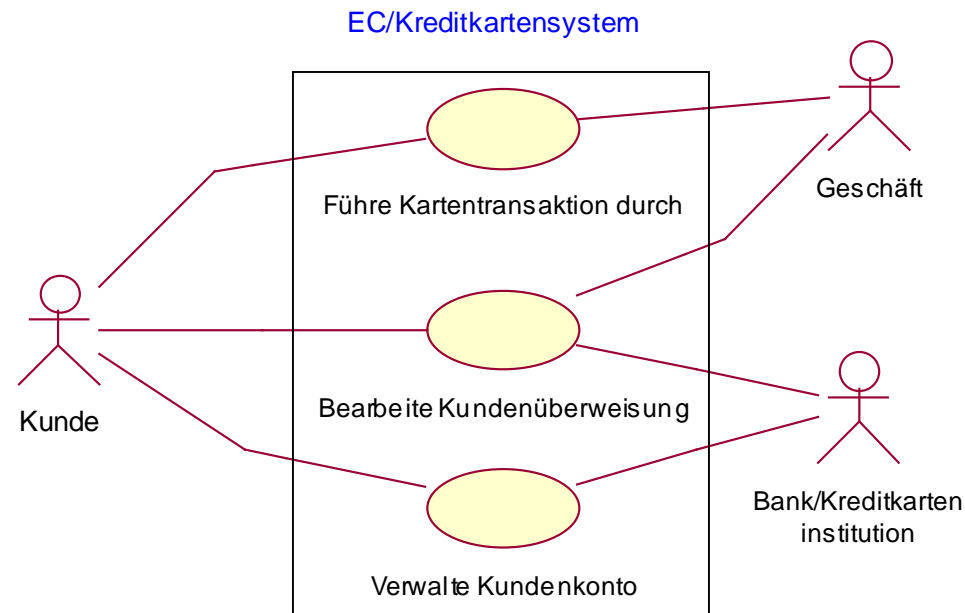 EC/Kreditkartensystem
Führe Kartentransaktion durch
Geschäft
Kunde
Bearbeite Kundenüberweisung
Bank/Kreditkarten
institution
Verwalte Kundenkonto